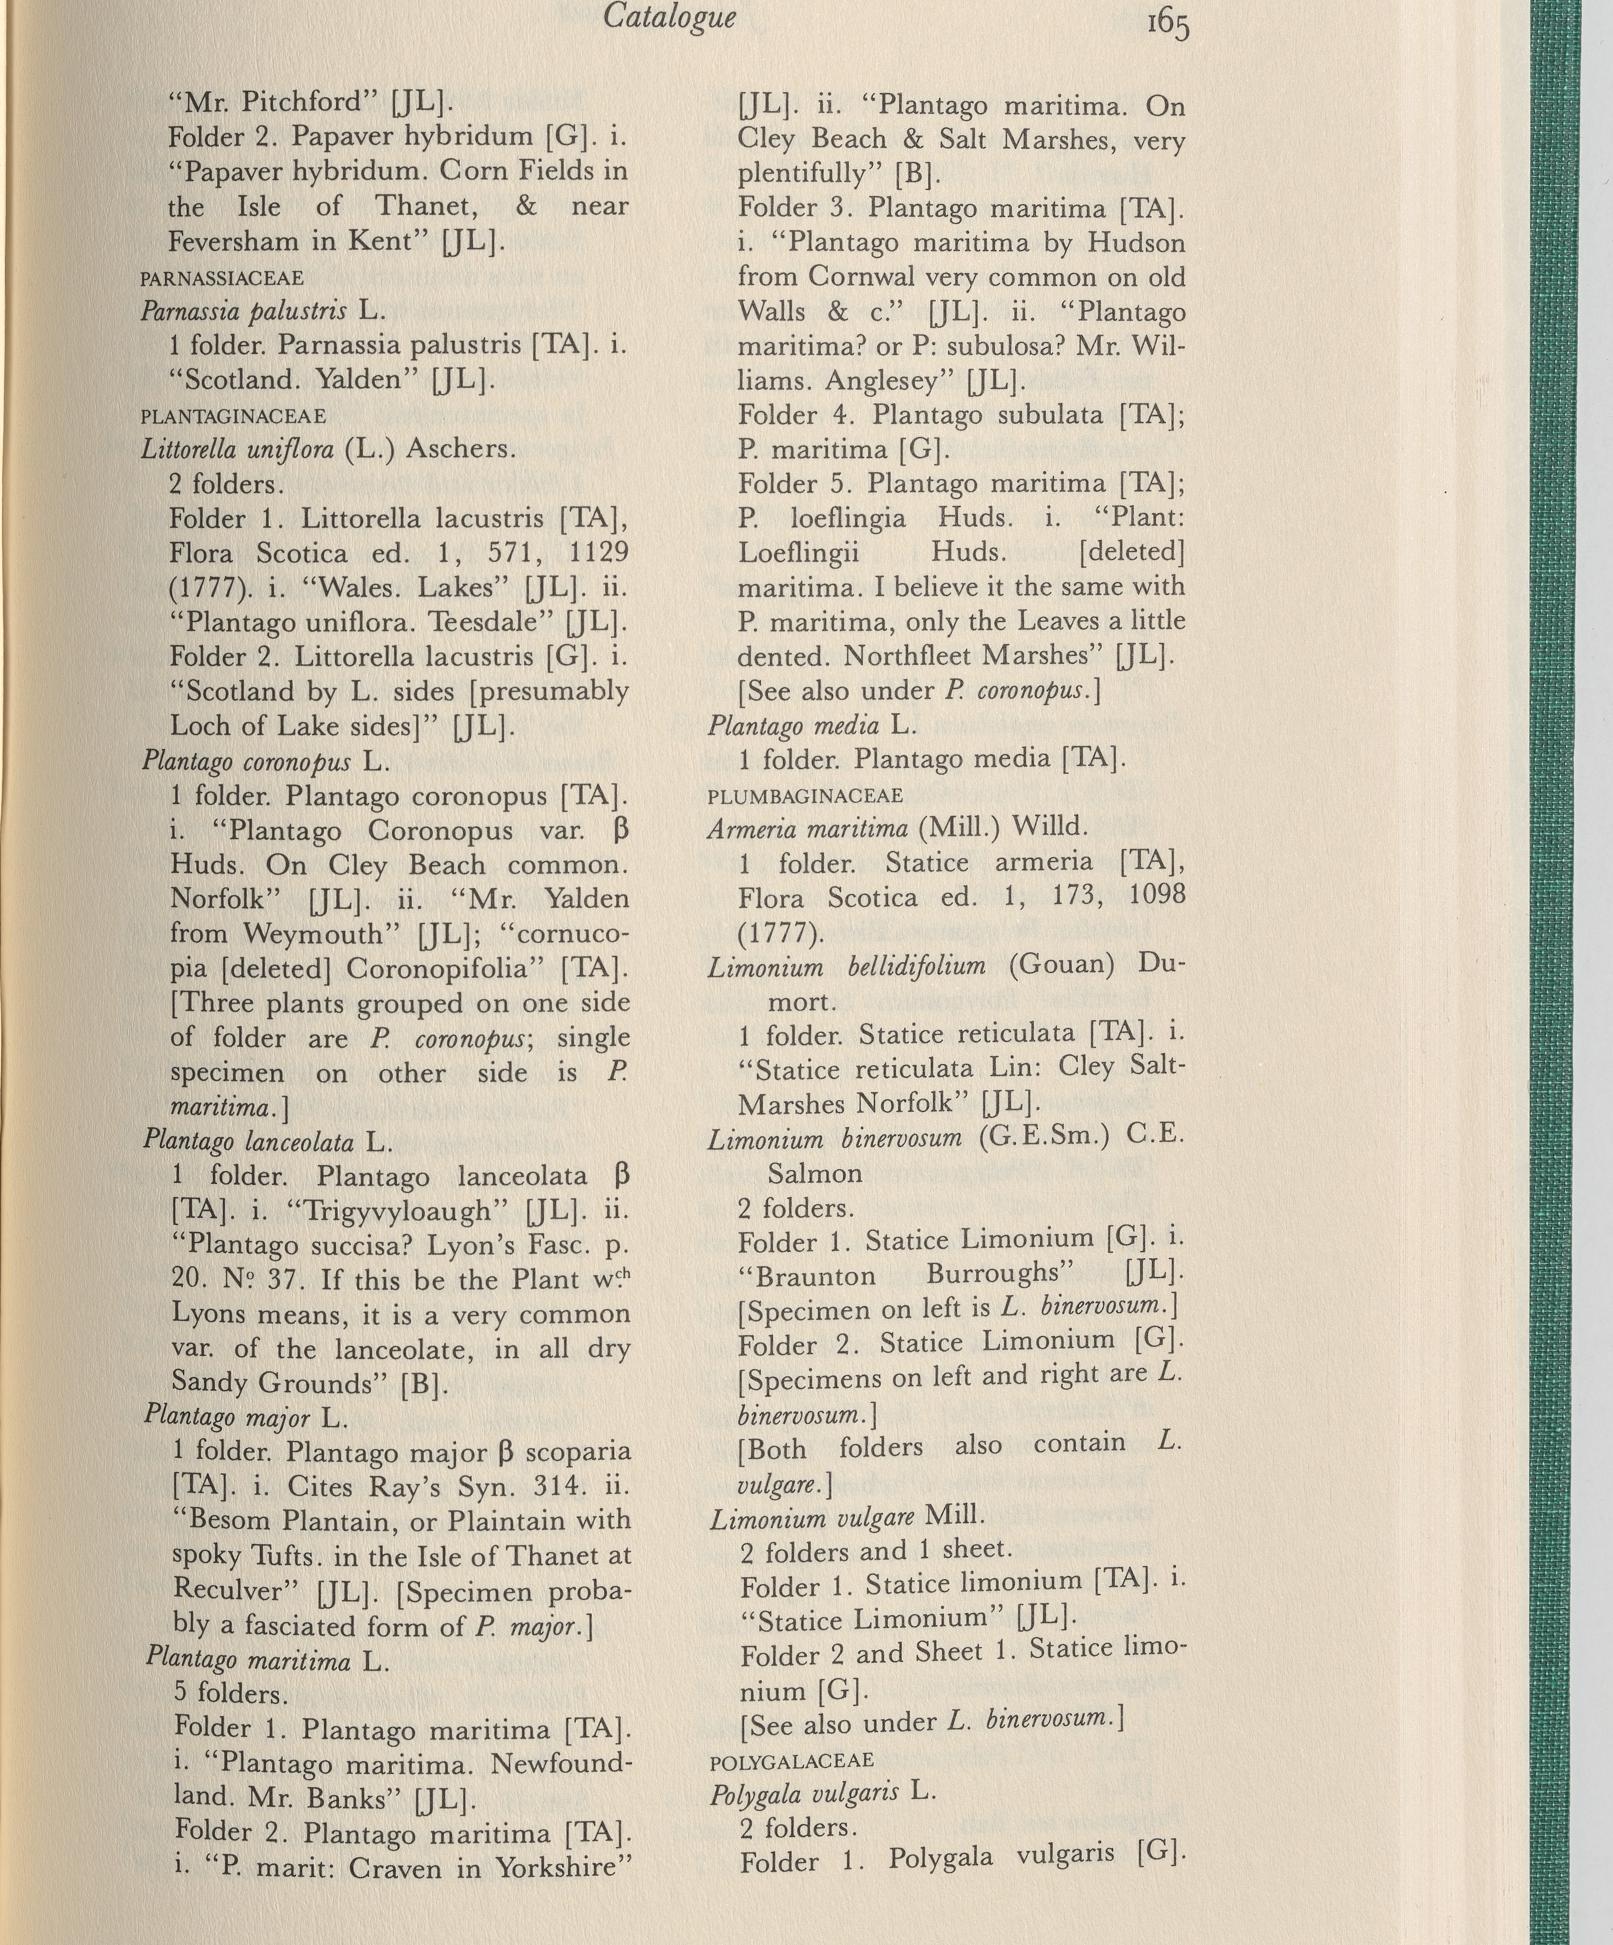 Catalogue
165
“Mr. Pitchford” [JL].
Folder 2. Papaver hybridum [G]. i.
“Papaver hybridum. Corn Fields in
the Isle of Thanet, & near
Feversham in Kent” [JL].
PARNASSIACEAE
Parnassia palustris L.
1 folder. Parnassia palustris [TA]. i.
“Scotland. Yalden” [JL].
PLANTAGINACEAE
Littorella uniflora (L.) Aschers.
2 folders.
Folder 1. Littorella lacustris [TA],
Flora Scotica ed. 1, 571, 1129
(1777). i. “Wales. Lakes” [JL]. ii.
“Plantago uniflora. Teesdale” [JL].
Folder 2. Littorella lacustris [G]. i.
“Scotland by L. sides [presumably
Loch of Lake sides]” [JL].
Plantago coronopus L.
1 folder. Plantago coronopus [TA].
i. “Plantago Coronopus var. β
Huds. On Cley Beach common.
Norfolk” [JL]. ii. “Mr. Yalden
from Weymouth” [JL]; “cornuco-
pia [deleted] Coronopifolia” [TA].
[Three plants grouped on one side
of folder are P. coronopus; single
specimen on other side is P.
maritima.]
Plantago lanceolata L.
1 folder. Plantago lanceolata β
[TA]. i. “Trigyvyloaugh” [JL]. ii.
“Plantago succisa? Lyon’s Fasc. p.
20. Nº 37. If this be the Plant w.ch
Lyons means, it is a very common
var. of the lanceolate, in all dry
Sandy Grounds” [B].
Plantago major L.
1 folder. Plantago major β scoparia
[TA]. i. Cites Ray’s Syn. 314. ii.
“Besom Plantain, or Plaintain with
spoky Tufts. in the Isle of Thanet at
Reculver” [JL]. [Specimen proba-
bly a fasciated form of P. major.]
Plantago maritima L.
5 folders.
Folder 1. Plantago maritima [TA].
i. “Plantago maritima. Newfound-
land. Mr. Banks” [JL].
Folder 2. Plantago maritima [TA].
i. “P. marit: Craven in Yorkshire”
[JL]. ii. “Plantago maritima. On
Cley Beach & Salt Marshes, very
plentifully” [B].
Folder 3. Plantago maritima [TA].
i. “Plantago maritima by Hudson
from Cornwal very common on old
Walls & c.” [JL]. ii. “Plantago
maritima? or P: subulosa? Mr. Wil-
liams. Anglesey” [JL].
Folder 4. Plantago subulata [TA];
P. maritima [G].
Folder 5. Plantago maritima [TA];
P. loeflingia Huds. i. “Plant:
Loeflingii Huds. [deleted]
maritima. I believe it the same with
P. maritima, only the Leaves a little
dented. Northfleet Marshes” [JL].
[See also under P. coronopus.]
Plantago media L.
1 folder. Plantago media [TA].
PLUMBAGINACEAE
Armeria maritima (Mill.) Willd.
1 folder. Statice armeria [TA],
Flora Scotica ed. 1, 173, 1098
(1777).
Limonium bellidifolium (Gouan) Du-
mort.
1 folder. Statice reticulata [TA]. i.
“Statice reticulata Lin: Cley Salt-
Marshes Norfolk” [JL].
Limonium binervosum (G.E.Sm.) C.E.
Salmon
2 folders.
Folder 1. Statice Limonium [G]. i.
“Braunton Burroughs” [JL].
[Specimen on left is L. binervosum.]
Folder 2. Statice Limonium [G].
[Specimens on left and right are L.
binervosum.]
[Both folders also contain L.
vulgare.]
Limonium vulgare Mill.
2 folders and 1 sheet.
Folder 1. Statice limonium [TA]. i.
“Statice Limonium” [JL].
Folder 2 and Sheet 1. Statice limo-
nium [G].
[See also under L. binervosum.]
POLYGALACEAE
Polygala vulgaris L.
2 folders.
Folder 1. Polygala vulgaris [G].